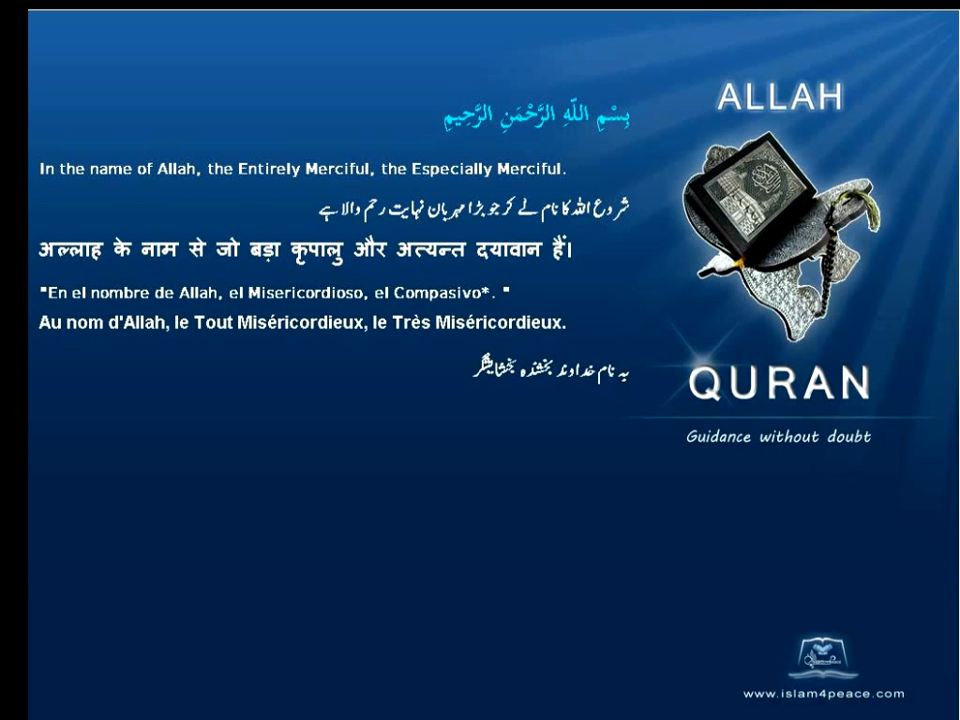 بِسْمِ اللّهِ الرَّحْمَنِ الرَّحِيمِ
In the name of Allah, the Entirely Merciful, the Especially Merciful.
شروع الله کا نام لے کر جو بڑا مہربان نہایت رحم والا ہے
अल्लाह के नाम से जो बड़ा कृपालु और अत्यन्त दयावान हैं।
"En el nombre de Allah, el Misericordioso, el Compasivo*. "
Au nom d'Allah, le Tout Miséricordieux, le Très Miséricordieux.
به نام خداوند بخشنده بخشایشگر
ALLAH
QURAN
Guidance without doubt
www.islam4peace.com